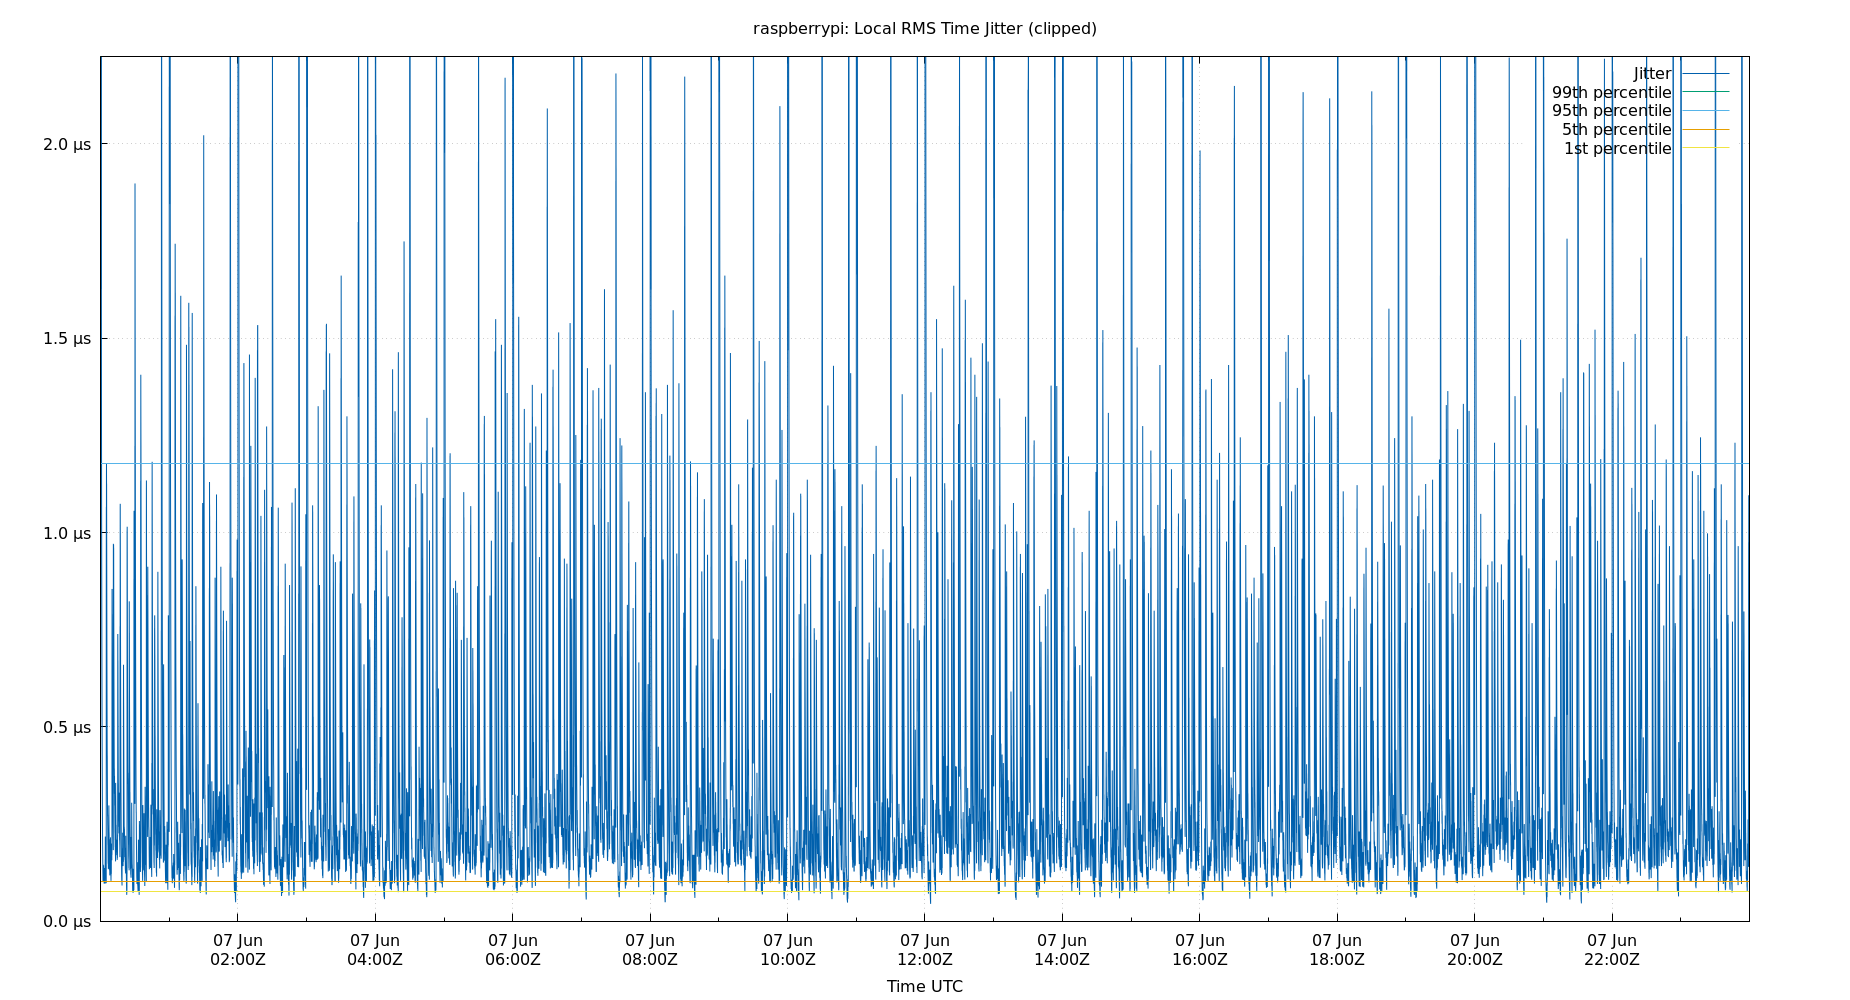 raspberrypi: Local RMS Time Jitter (clipped)
Jitter
99th percentile
95th percentile
5th percentile
1st percentile
2.0 µs
1.5 µs
1.0 µs
0.5 µs
0.0 µs
07 Jun 07 Jun 07 Jun 07 Jun 07 Jun 07 Jun 07 Jun 07 Jun 07 Jun 07 Jun 07 Jun
02:00Z 04:00Z 06:00Z 08:00Z 10:00Z 12:00Z 14:00Z 16:00Z 18:00Z 20:00Z 22:00Z
Time UTC